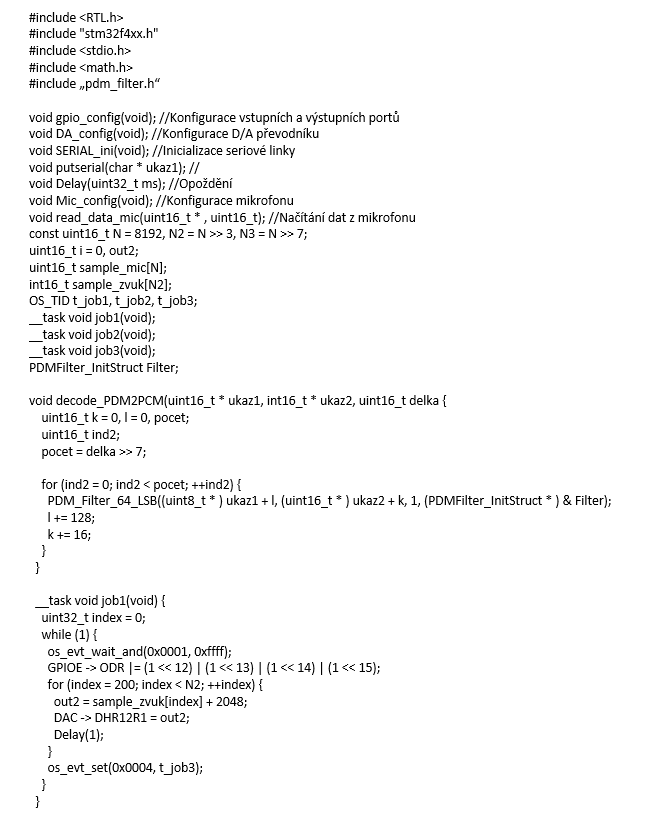 #include <RTL.h>
#include "stm32f4xx.h"
#include <stdio.h>
#include <math.h>
#include „pdm_filter.h“
void gpio_config(void); //Konfigurace vstupních a výstupních portů
void DA_config(void); //Konfigurace D/A převodníku
void SERIAL_ini(void); //Inicializace seriové linky
void putserial(char * ukaz1); //
void Delay(uint32_t ms); //Opoždění
void Mic_config(void); //Konfigurace mikrofonu
void read_data_mic(uint16_t * , uint16_t); //Načítání dat z mikrofonu
const uint16_t N = 8192, N2 = N >> 3, N3 = N >> 7;
uint16_t i = 0, out2;
uint16_t sample_mic[N];
int16_t sample_zvuk[N2];
OS_TID t_job1, t_job2, t_job3;
__task void job1(void);
__task void job2(void);
__task void job3(void);
PDMFilter_InitStruct Filter;
void decode_PDM2PCM(uint16_t * ukaz1, int16_t * ukaz2, uint16_t delka {
uint16_t k = 0, l = 0, pocet;
uint16_t ind2;
pocet = delka >> 7;
for (ind2 = 0; ind2 < pocet; ++ind2) {
PDM_Filter_64_LSB((uint8_t * ) ukaz1 + l, (uint16_t * ) ukaz2 + k, 1, (PDMFilter_InitStruct * ) & Filter);
l += 128;
k += 16;
}
}
__task void job1(void) {
uint32_t index = 0;
while (1) {
os_evt_wait_and(0x0001, 0xffff);
GPIOE -> ODR |= (1 << 12) | (1 << 13) | (1 << 14) | (1 << 15);
for (index = 200; index < N2; ++index) {
out2 = sample_zvuk[index] + 2048;
DAC -> DHR12R1 = out2;
Delay(1);
}
os_evt_set(0x0004, t_job3);
}
}